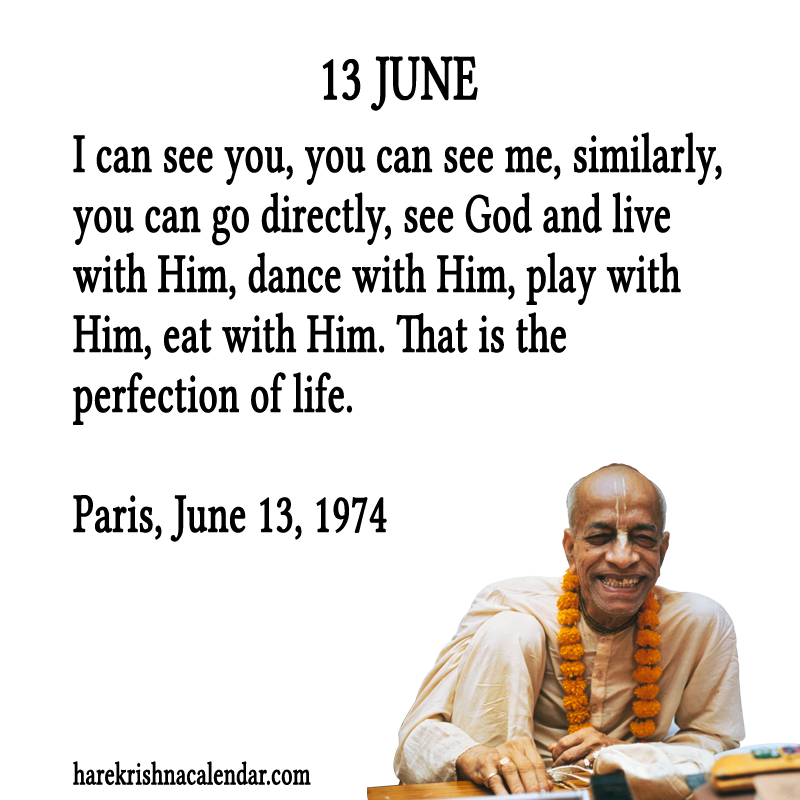 13 JUNE
I can see you, you can see me, similarly,
you can go directly, see God and live
with Him, dance with Him, play with
Him, eat with Him. That is the
perfection of life.
Paris, June 13, 1974
harekrishnacalendar.com